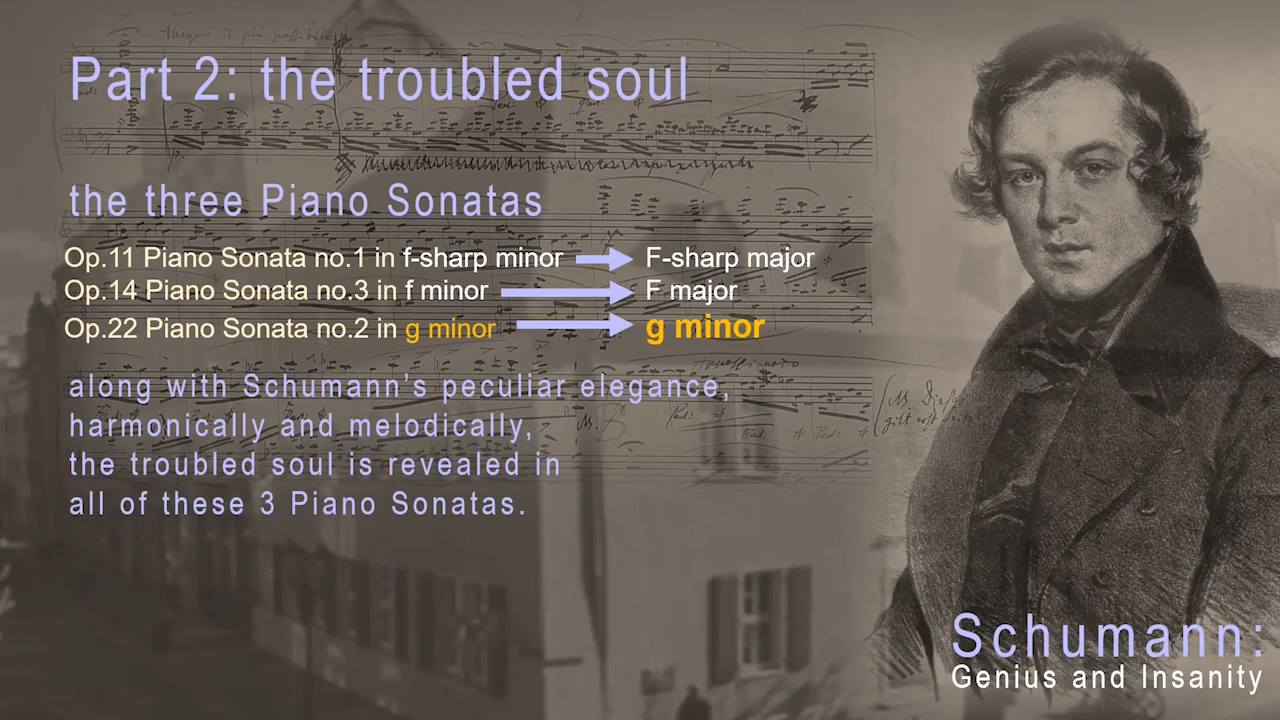 Part 2: the troubled soul
the three Piano Sonatas
Op.11 Piano Sonata no.1 in f-sharp minor F-sharp major
Op.14 Piano Sonata no.3 in f minor F major
Op.22 Piano Sonata no.2 in g minor g minor
along with Schumann's peculiar elegance,
harmonically and melodically,
the troubled soul is revealed in
all of these 3 Piano Sonatas.
Schumann:
Genius and Insanity